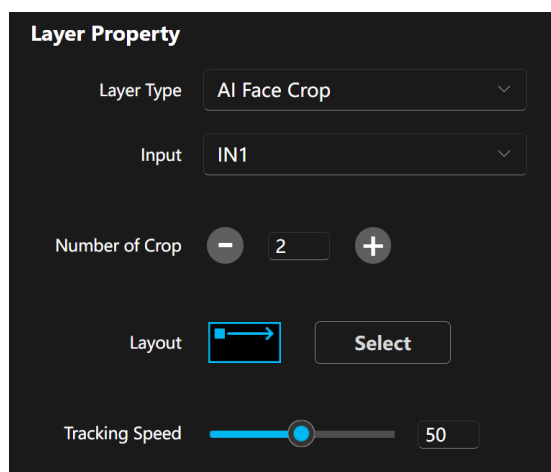 Layer Property
Layer Type AI Face Crop
Input IN1
Number of Crop - 2 +
Layout Select
Tracking Speed 50